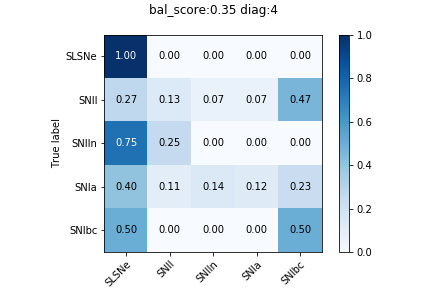 bal_score:0.35 diag:4
True label
SLSNe 1.00 0.00 0.00 0.00 0.00 1.0
SNII 0.27 0.13 0.07 0.07 0.47 0.8
SNIIn 0.75 0.25 0.00 0.00 0.00 0.6
SNIa 0.40 0.11 0.14 0.12 0.23 0.4
SNIbc 0.50 0.00 0.00 0.00 0.50 0.2
0.0
SLSNe SNII SNIIn SNIa SNIbc